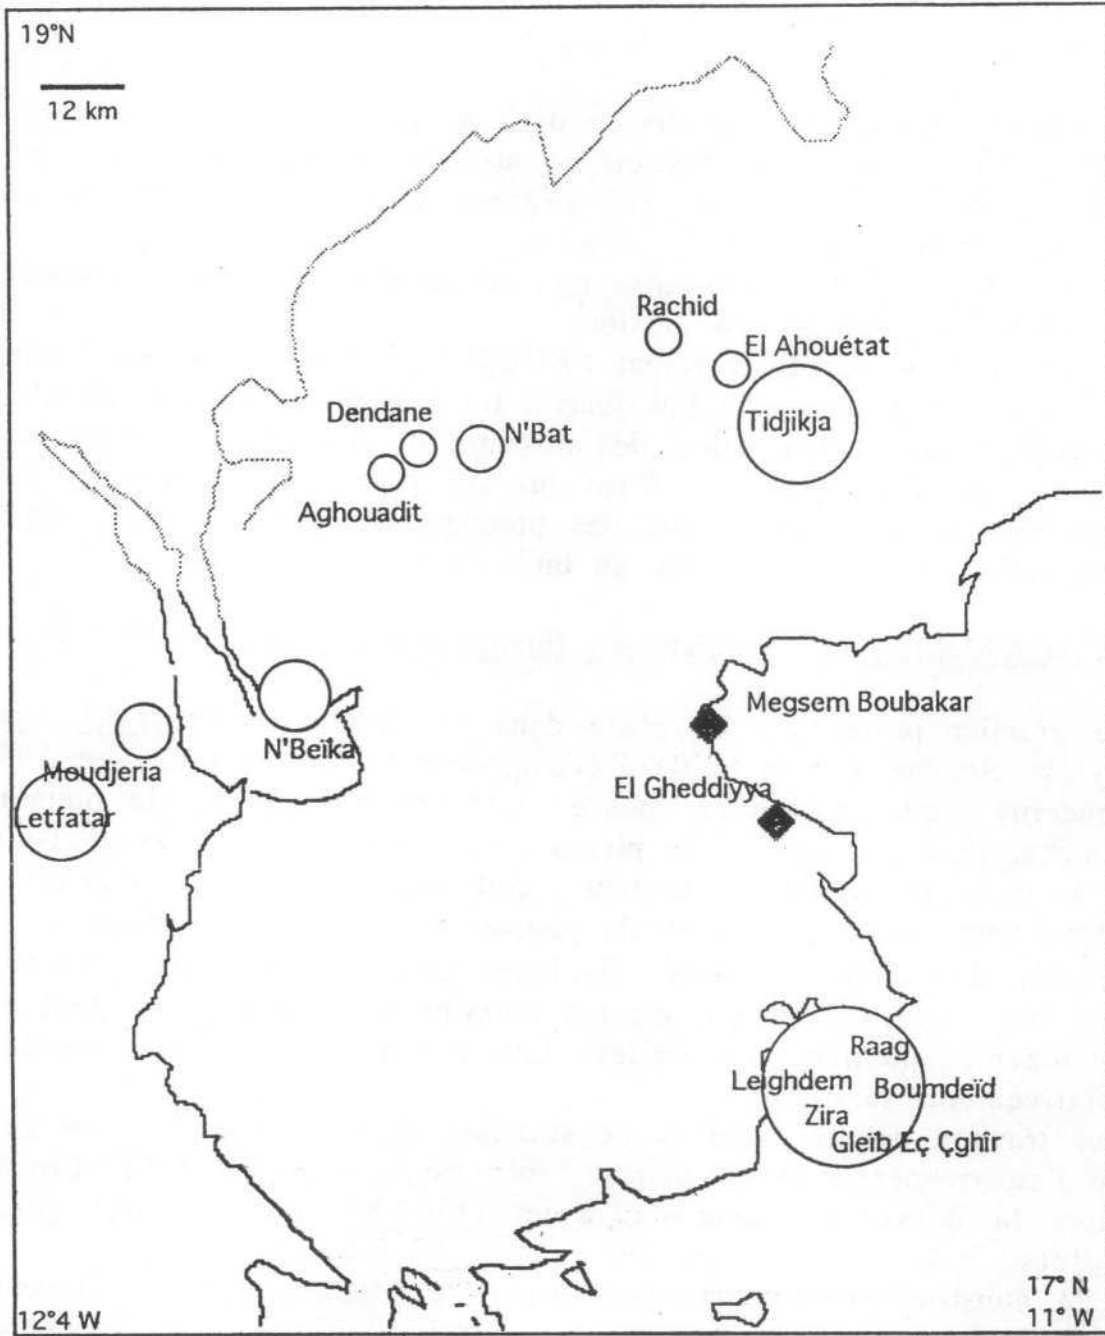 19°N
12 km
Rachid
El Ahouétat
Tidjikja
Dendane
N'Bat
Aghouadit
Megsem Boubakar
N'Beïka
Moudjeria
El Gheddiyya
Letfatar
Raag
Leighdem
Boumdeïd
Zira
Gleïb Eç Çghîr
17° N
12°4 W
11° W